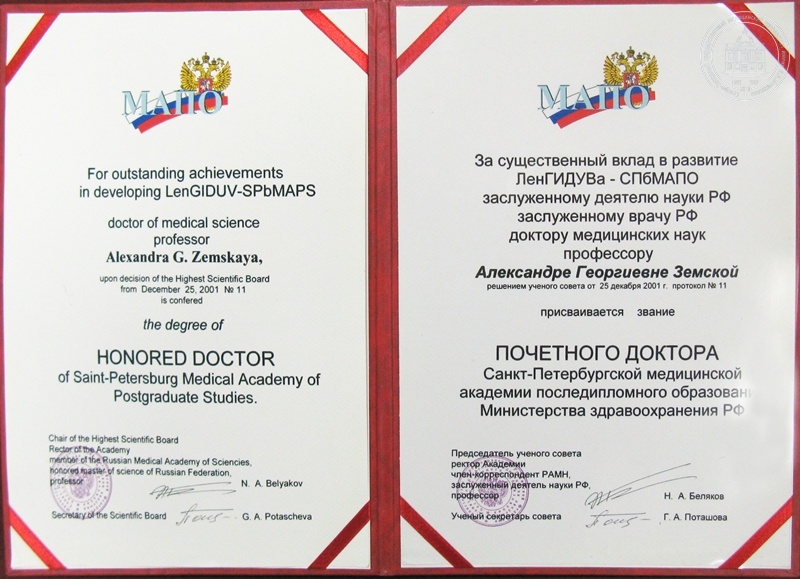 МАПО
For outstanding achievements
in developing LenGIDUV-SPbMAPS
doctor of medical science
professor
Alexandra G. Zemskaya,
upon decision of the Highest Scientific Board
from December 25, 2001 № 11
is confered
the degree of
HONORED DOCTOR
of Saint-Petersburg Medical Academy of
Postgraduate Studies.
Chair of the Highest Scientific Board
Rector of the Academy
member of the Russian Medical Academy of Sciences,
honored master of science of Russian Federation,
professor
N. A. Belyakov
Secretary of the Scientific Board
G. A. Potascheva
МАПО
За существенный вклад в развитие
ЛенГИДУВа - СПбМАПО
заслуженному деятелю науки РФ
заслуженному врачу РФ
доктору медицинских наук
профессору
Александре Георгиевне Земской
решением ученого совета от 25 декабря 2001 г. протокол № 11
присваивается звание
ПОЧЕТНОГО ДОКТОРА
Санкт-Петербургской медицинской
академии последипломного образован
Министерства здравоохранения РФ
Председатель ученого совета
ректор Академии
член-корреспондент РАМН,
заслуженный деятель науки РФ,
профессор
Н. А. Беляков
Ученый секретарь совета
Г. А. Поташова